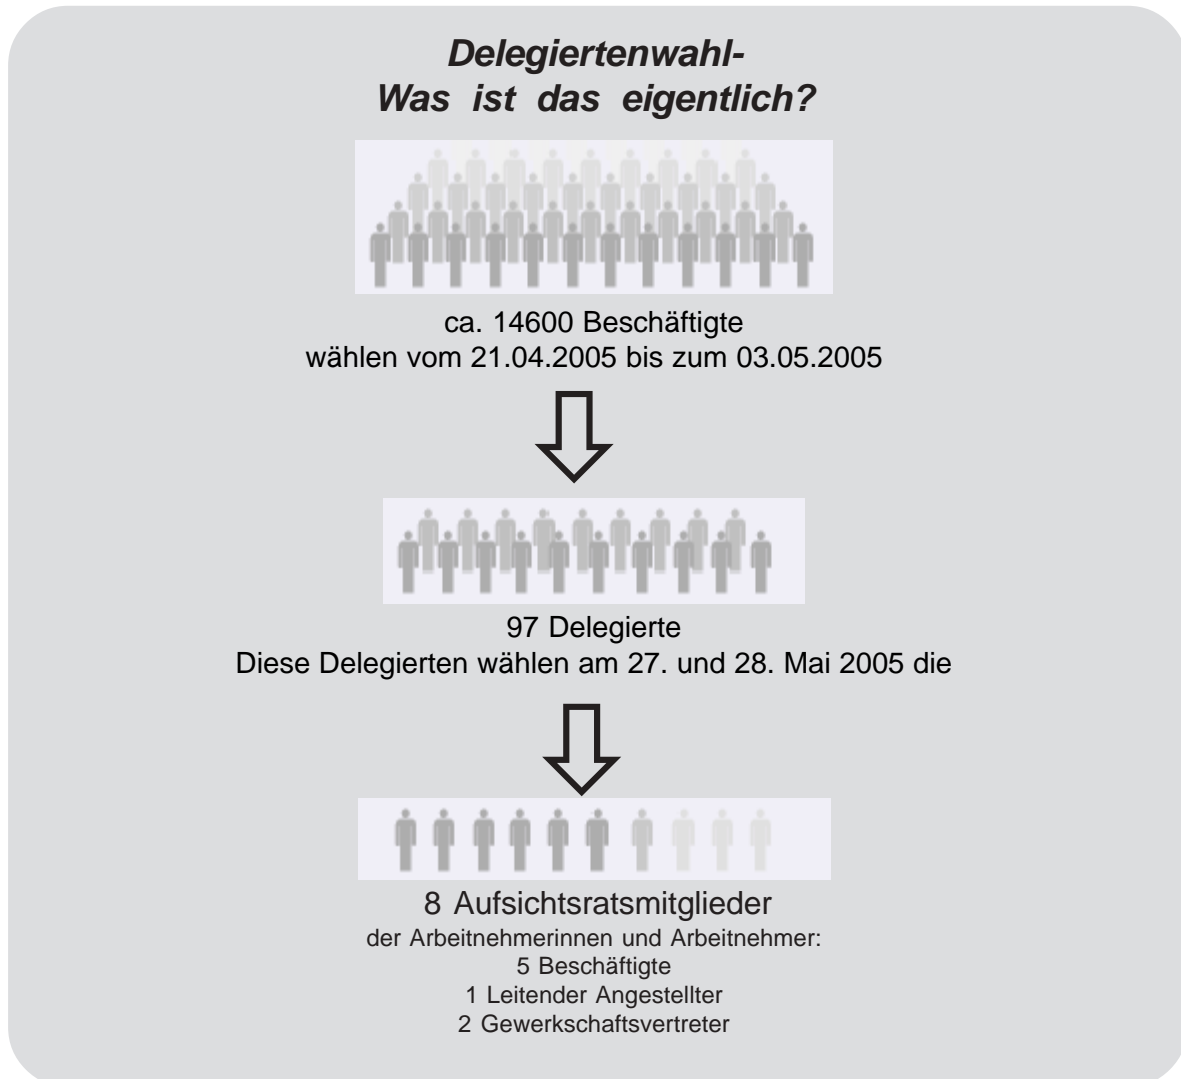 Delegiertenwahl-
Was ist das eigentlich?
ca. 14600 Beschäftigte
wählen vom 21.04.2005 bis zum 03.05.2005
97 Delegierte
Diese Delegierten wählen am 27. und 28. Mai 2005 die
8 Aufsichtsratsmitglieder
der Arbeitnehmerinnen und Arbeitnehmer:
5 Beschäftigte
1 Leitender Angestellter
2 Gewerkschaftsvertreter